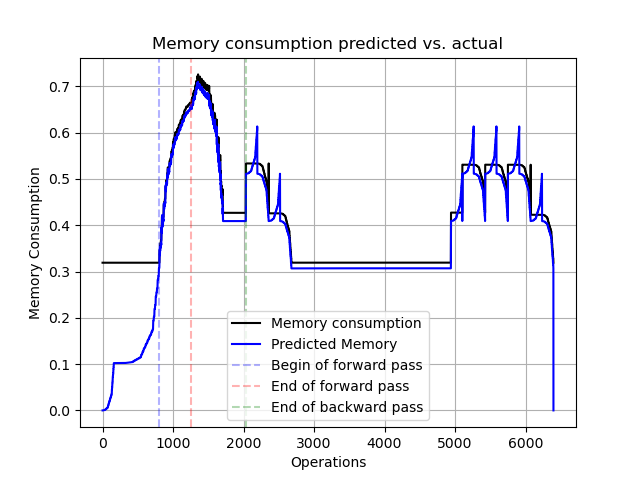 Memory consumption predicted vs. actual
Memory Consumption
0.7
0.6
0.5
0.4
0.3
0.2
0.1
0.0
Memory consumption
Predicted Memory
Begin of forward pass
End of forward pass
End of backward pass
0 1000 2000 3000 4000 5000 6000
Operations